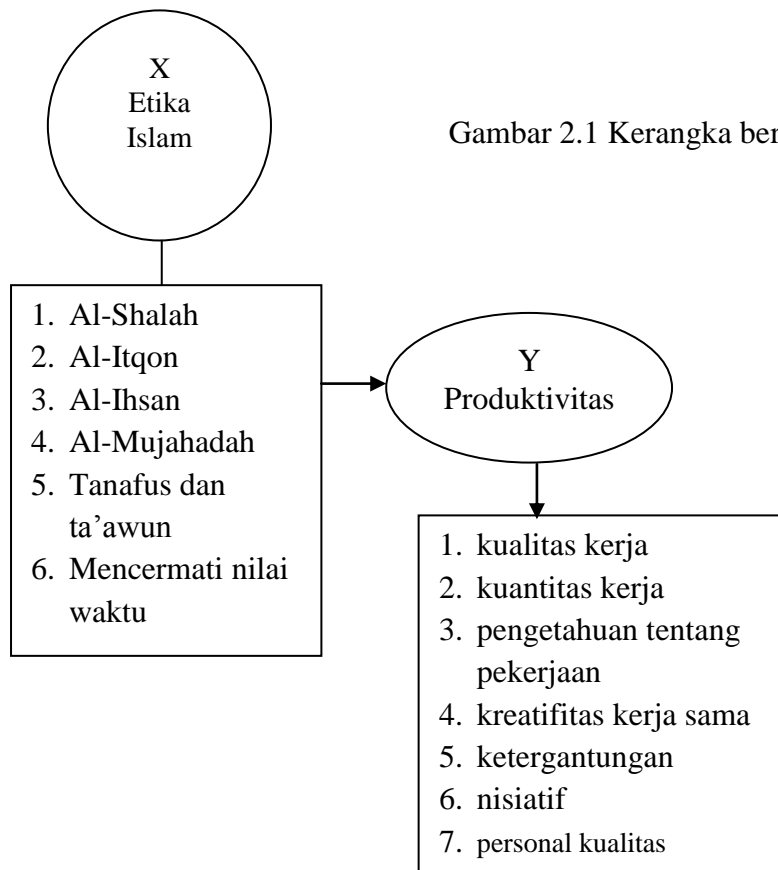 X
Etika
Islam
Gambar 2.1 Kerangka ber
1. Al-Shalah
2. Al-Itqon
3. Al-Ihsan
4. Al-Mujahadah
5. Tanafus dan
ta’awun
6. Mencermati nilai
waktu
Y
Produktivitas
1. kualitas kerja
2. kuantitas kerja
3. pengetahuan tentang
pekerjaan
4. kreatifitas kerja sama
5. ketergantungan
6. nisiatif
7. personal kualitas